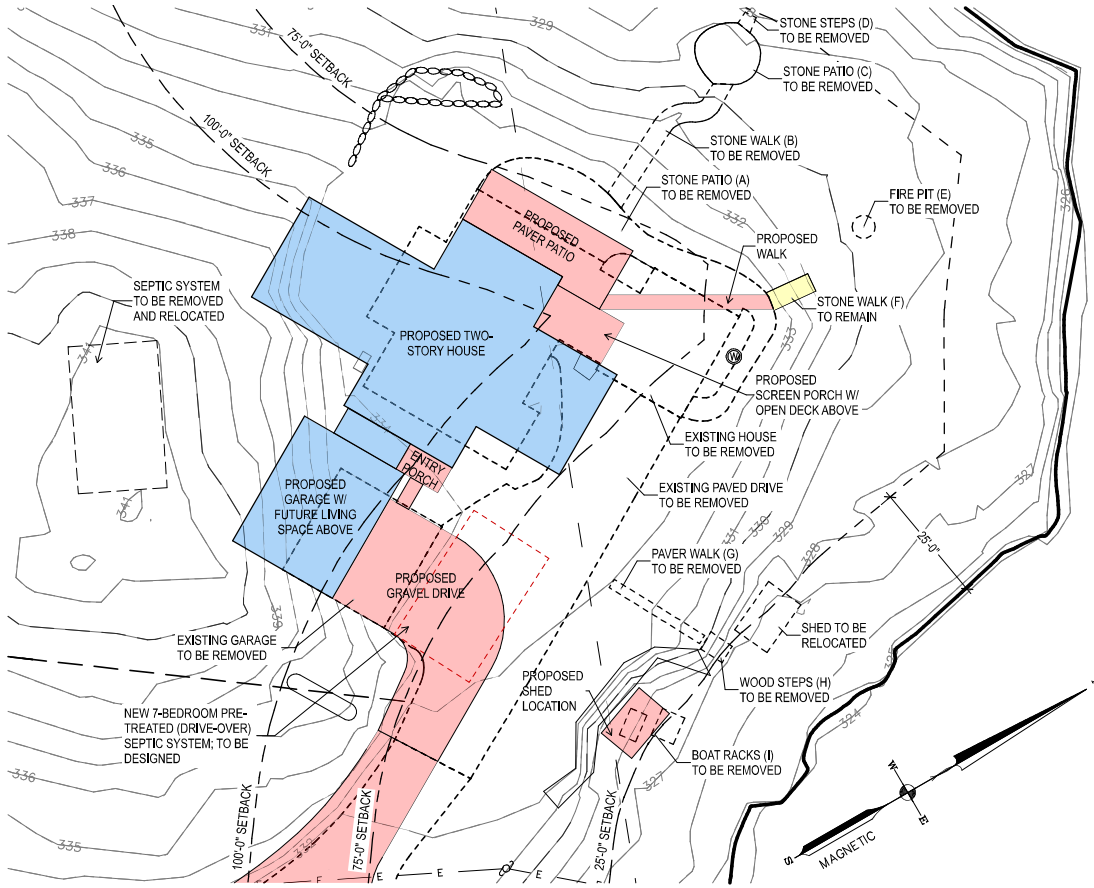 STONE STEPS (D)
TO BE REMOVED
329
331
75'-0" SETBACK
STONE PATIO (C)
TO BE REMOVED
100'-0" SETBACK
335
336
337
338
STONE WALK (B)
TO BE REMOVED
STONE PATIO (A)
TO BE REMOVED
FIRE PIT (E)
TO BE REMOVED
326
332
PROPOSED
PAVER PATIO
PROPOSED
WALK
SEPTIC SYSTEM
TO BE REMOVED
AND RELOCATED
STONE WALK (F)
TO REMAIN
333
341
PROPOSED TWO-
STORY HOUSE
W
PROPOSED
SCREEN PORCH W/
OPEN DECK ABOVE
EXISTING HOUSE
TO BE REMOVED
ENTRY
PORCH
327
PROPOSED
GARAGE W/
FUTURE LIVING
SPACE ABOVE
EXISTING PAVED DRIVE
TO BE REMOVED
341
331
330
329
328
25'-0"
PAVER WALK (G)
TO BE REMOVED
PROPOSED
GRAVEL DRIVE
339
EXISTING GARAGE
TO BE REMOVED
SHED TO BE
RELOCATED
325
PROPOSED
SHED
LOCATION
WOOD STEPS (H)
TO BE REMOVED
NEW 7-BEDROOM PRE-
TREATED (DRIVE-OVER)
SEPTIC SYSTEM; TO BE
DESIGNED
324
BOAT RACKS (I)
TO BE REMOVED
327
336
335
332
100'-0" SETBACK
75'-0" SETBACK
25'-0" SETBACK
W
E
S
MAGNETIC
E
E
E